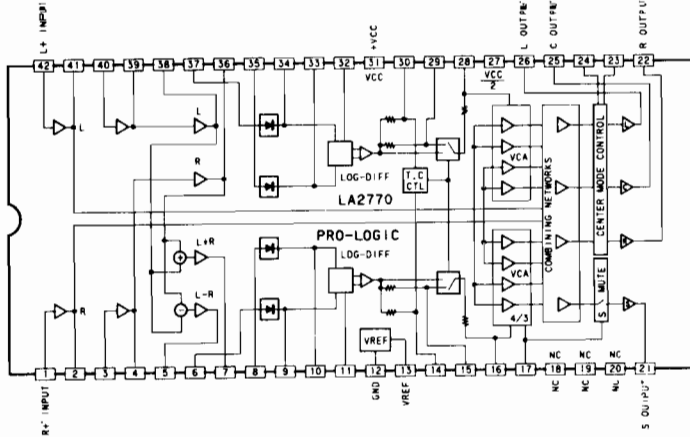 L+ INPUT
+VCC
L OUTPUT
C OUTPUT
R OUTPUT
42 41 40 39 38 37 36 35 34 33 32 31 30 29 28 27 26 25 24 23 22
VCC
VCC
2
L
L
R
VCA
LOG-DIFF
T.C
CTL
LA2770
COMBINING NETWORKS
CENTER MODE CONTROL
PRO-LOGIC
LOG-DIFF
L+R
L-R
VCA
S MUTE
R
VREF
4/3
NC NC NC
1 2 3 4 5 6 7 8 9 10 11 12 13 14 15 16 17 18 19 20 21
R+ INPUT
GND
VREF
NC
NC
NC
S OUTPUT